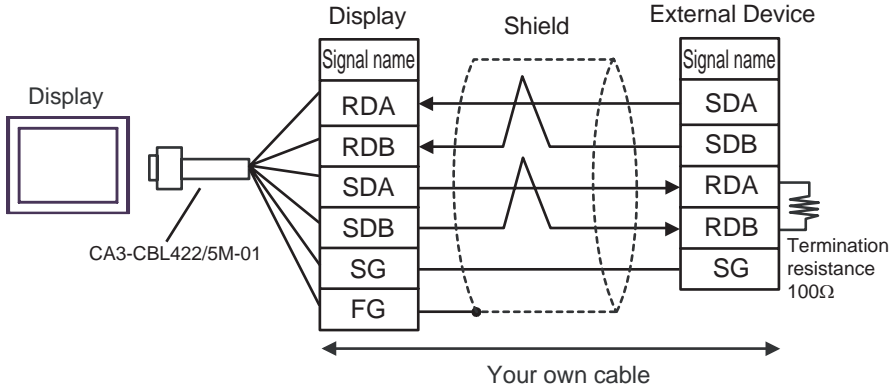 Display
Shield
External Device
Display
CA3-CBL422/5M-01
Signal name
RDA
RDB
SDA
SDB
SG
FG
Signal name
SDA
SDB
RDA
RDB
SG
Termination
resistance
100Ω
Your own cable